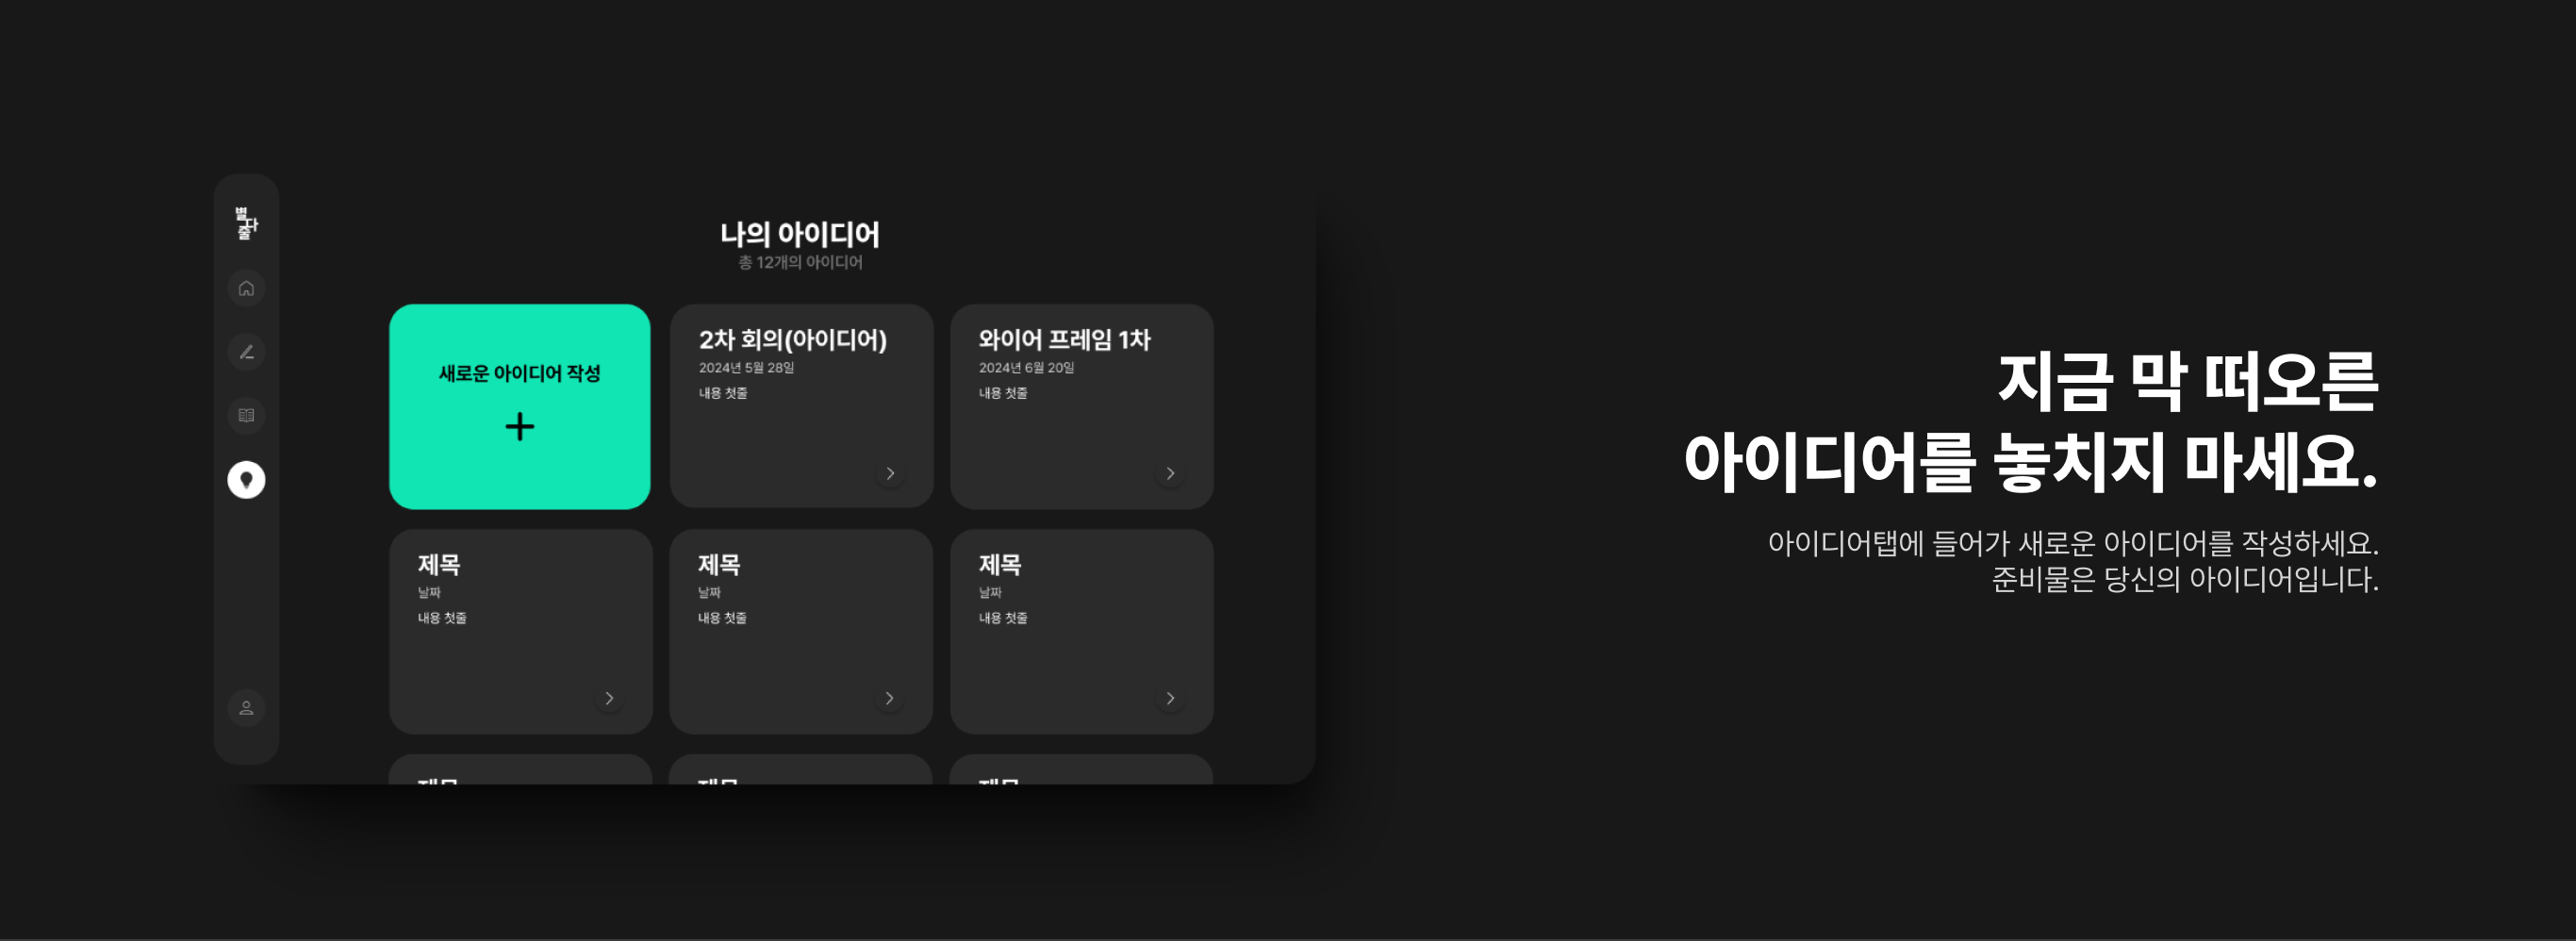 별다줄
나의 아이디어
총 12개의 아이디어
새로운 아이디어 작성
2차 회의(아이디어)
2024년 5월 28일
내용 첫줄
와이어 프레임 1차
2024년 6월 20일
내용 첫줄
제목
날짜
내용 첫줄
제목
날짜
내용 첫줄
제목
날짜
내용 첫줄
제목
제목
제목
지금 막 떠오른
아이디어를 놓치지 마세요.
아이디어탭에 들어가 새로운 아이디어를 작성하세요.
준비물은 당신의 아이디어입니다.